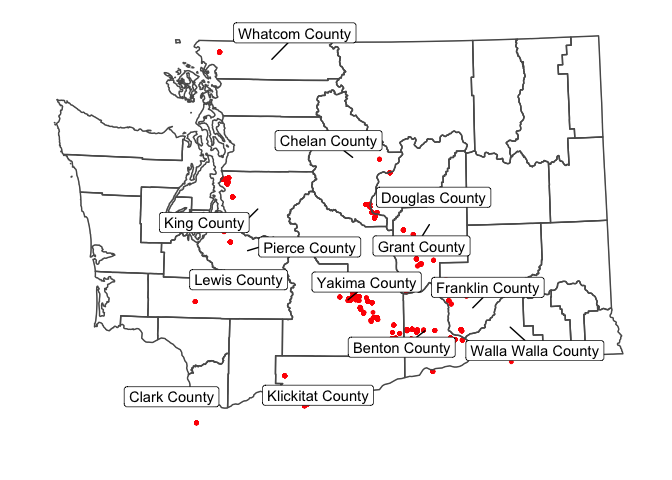 Whatcom County
Chelan County
Douglas County
King County
Pierce County
Grant County
Lewis County
Yakima County
Franklin County
Benton County
Walla Walla County
Clark County
Klickitat County